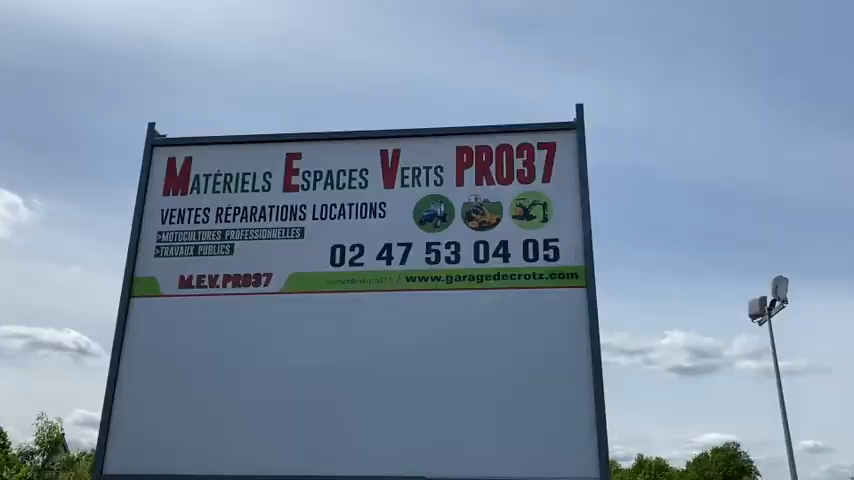 MATÉRIELS ESPACES VERTS PRO37
VENTES RÉPARATIONS LOCATIONS
>MOTOCULTURES PROFESSIONNELLES
>TRAVAUX PUBLICS
02 47 53 04 05
M.E.V. PRO37
/ www.garagedecrotz.com